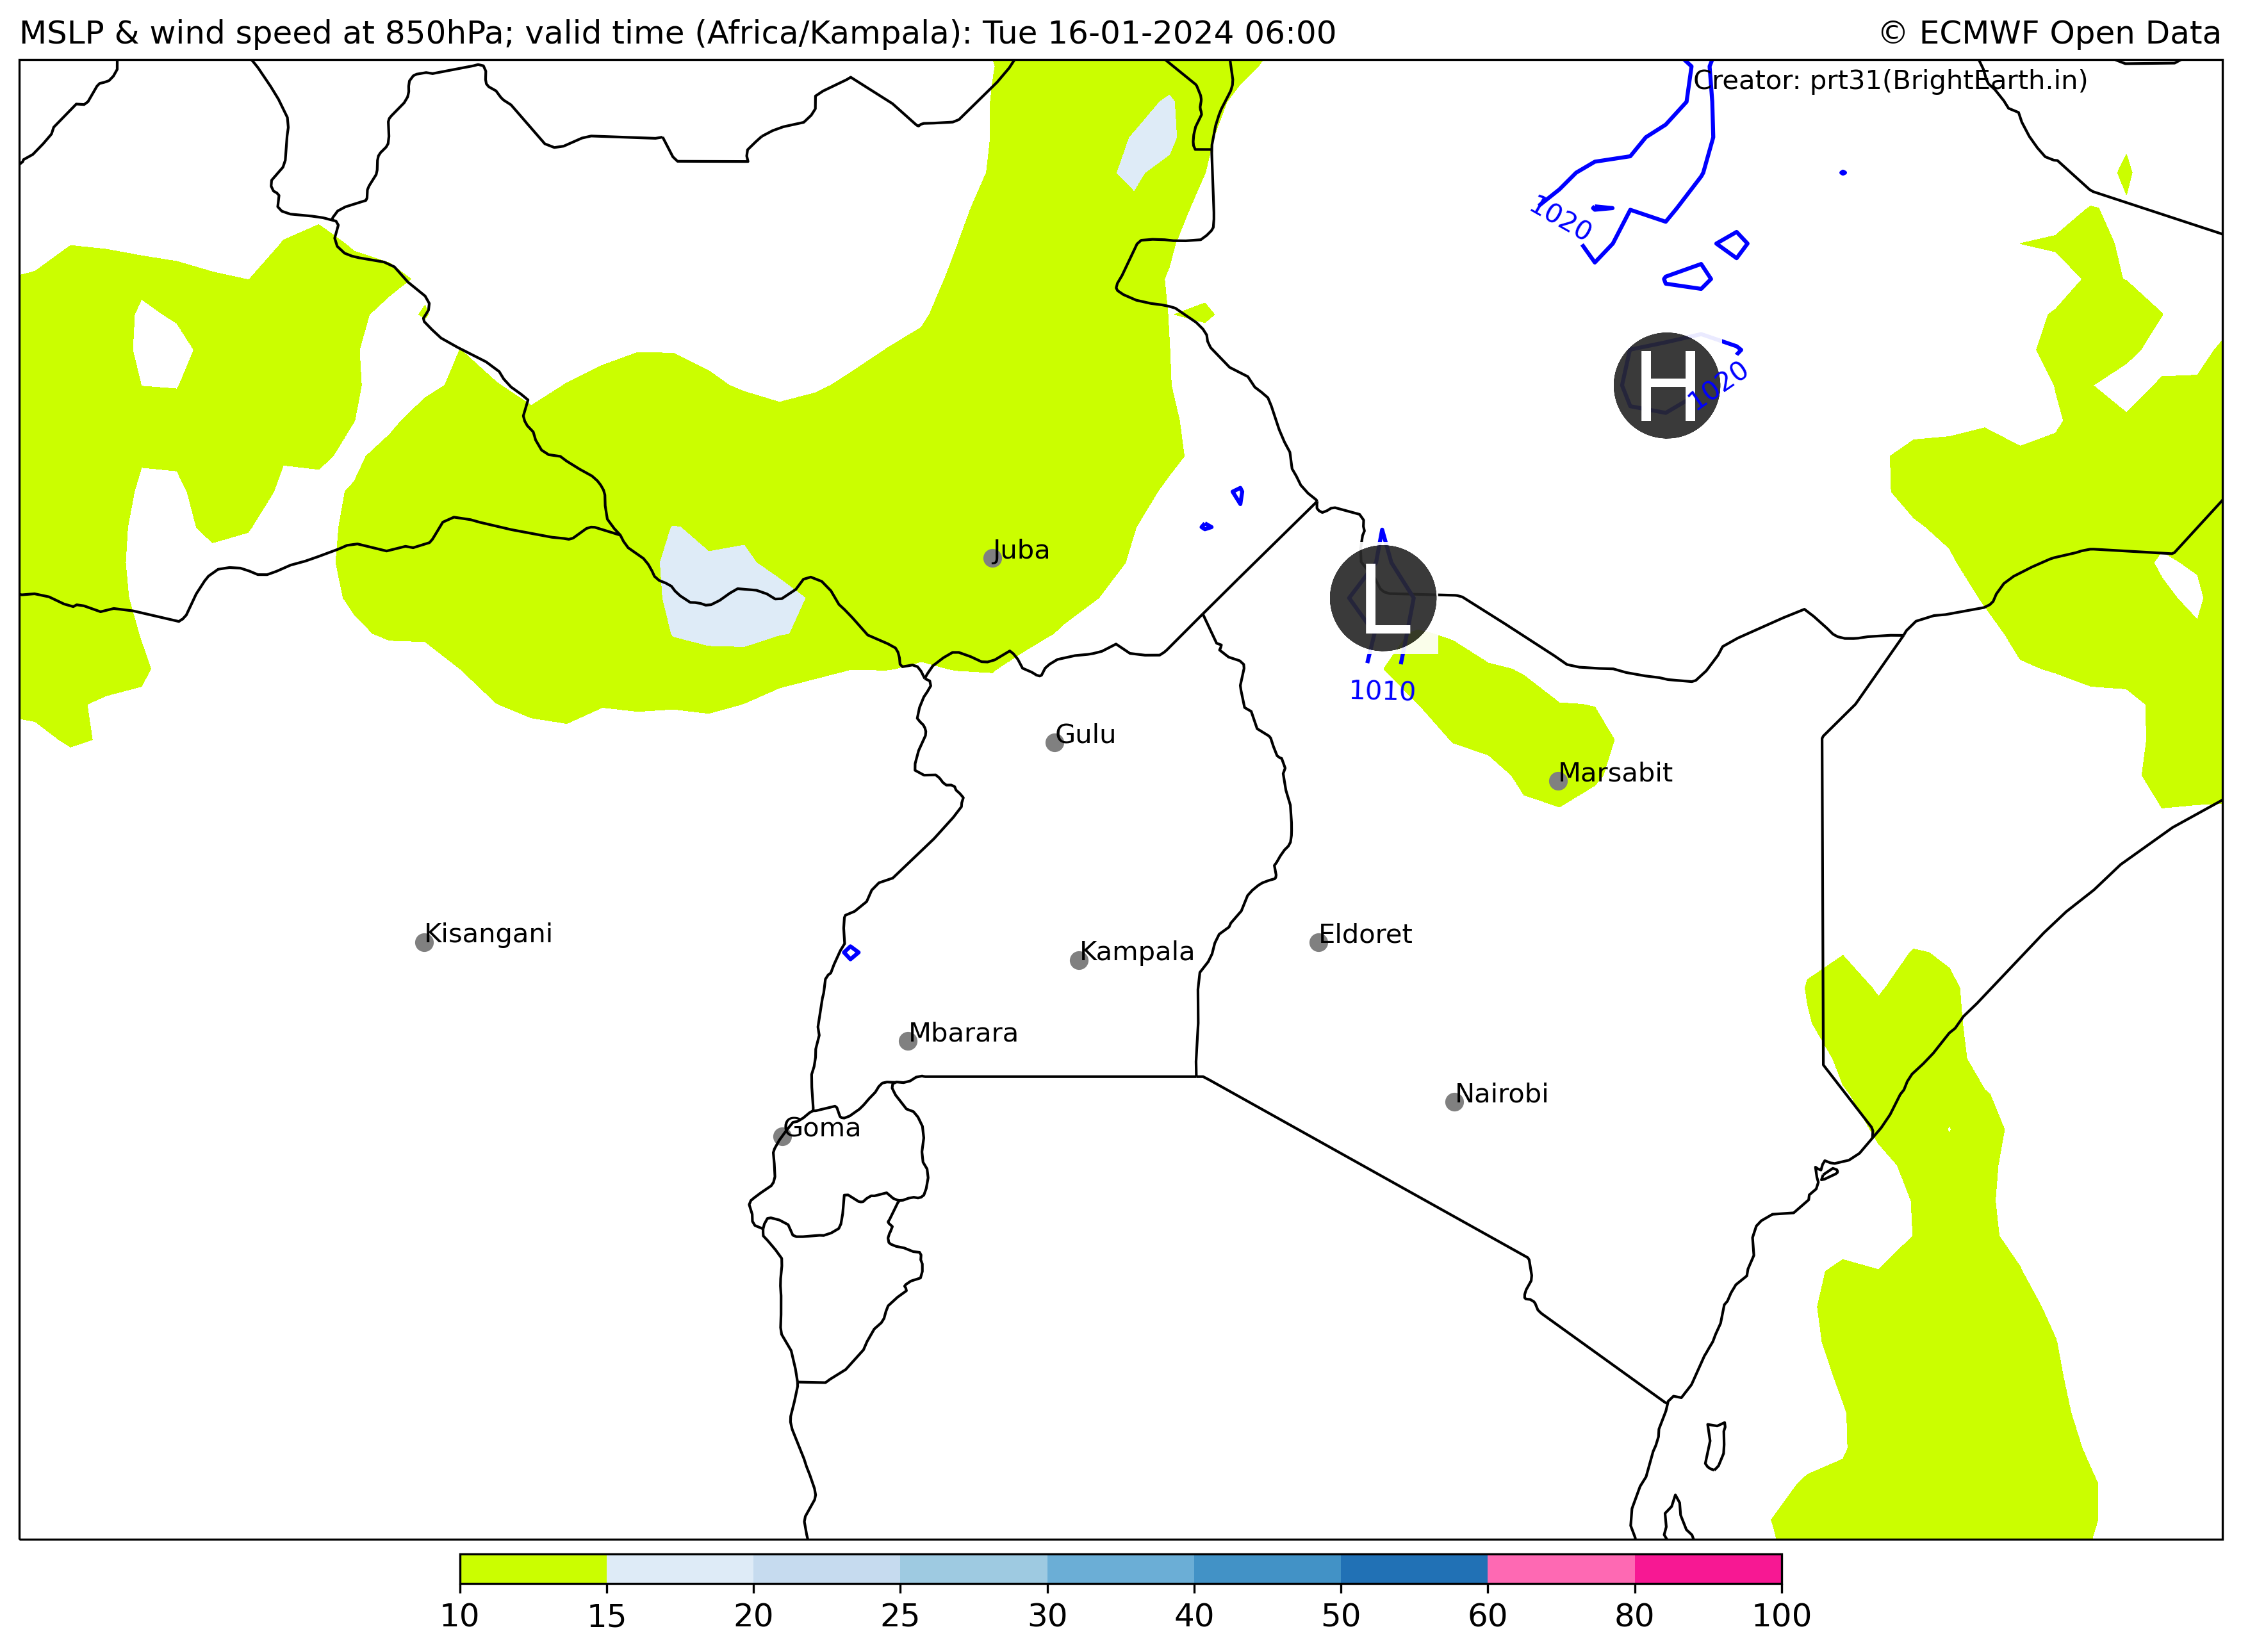 MSLP & wind speed at 850hPa; valid time (Africa/Kampala): Tue 16-01-2024 06:00
© ECMWF Open Data
Creator: prt31(BrightEarth.in)
1020
H
1020
Juba
L
1010
Gulu
Marsabit
Kisangani
Eldoret
Kampala
Mbarara
Nairobi
Goma
10 15 20 25 30 40 50 60 80 100